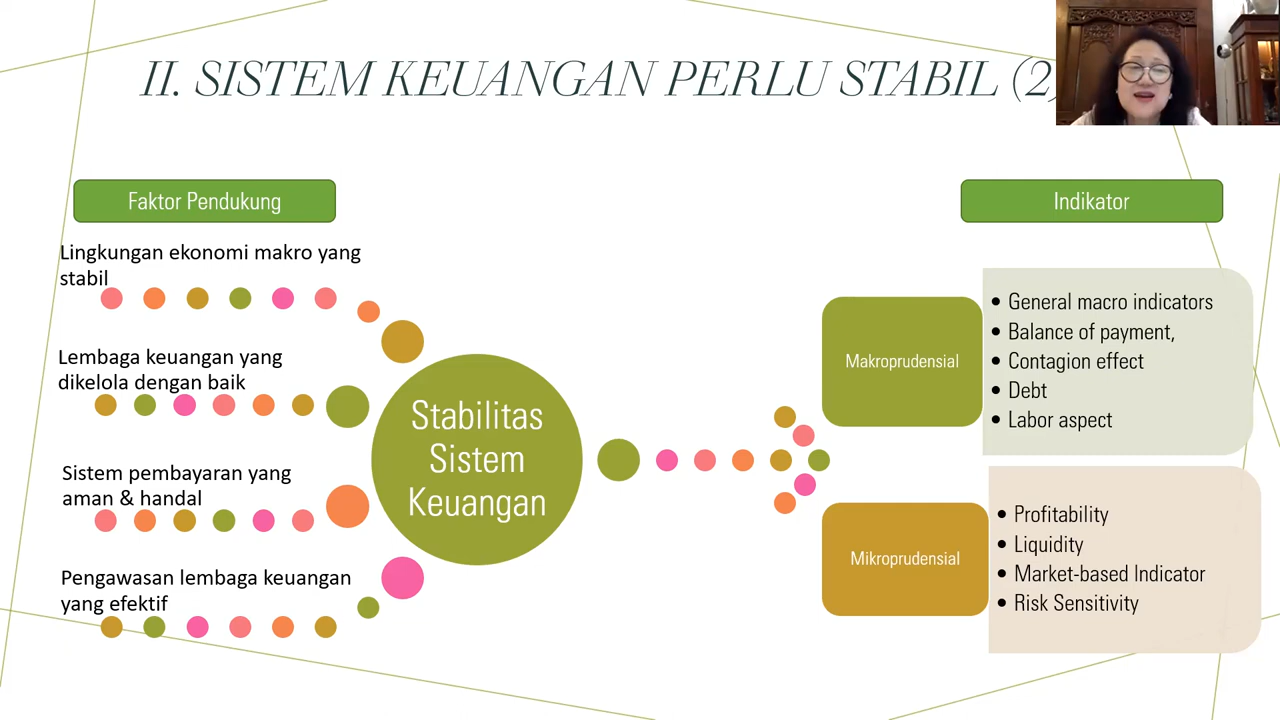 II. SISTEM KEUANGAN PERLU STABIL (2)
Faktor Pendukung
Lingkungan ekonomi makro yang
stabil
Lembaga keuangan yang
dikelola dengan baik
Sistem pembayaran yang
aman & handal
Pengawasan lembaga keuangan
yang efektif
Stabilitas
Sistem
Keuangan
Indikator
Makroprudensial
• General macro indicators
• Balance of payment,
• Contagion effect
• Debt
• Labor aspect
Mikroprudensial
• Profitability
• Liquidity
• Market-based Indicator
• Risk Sensitivity